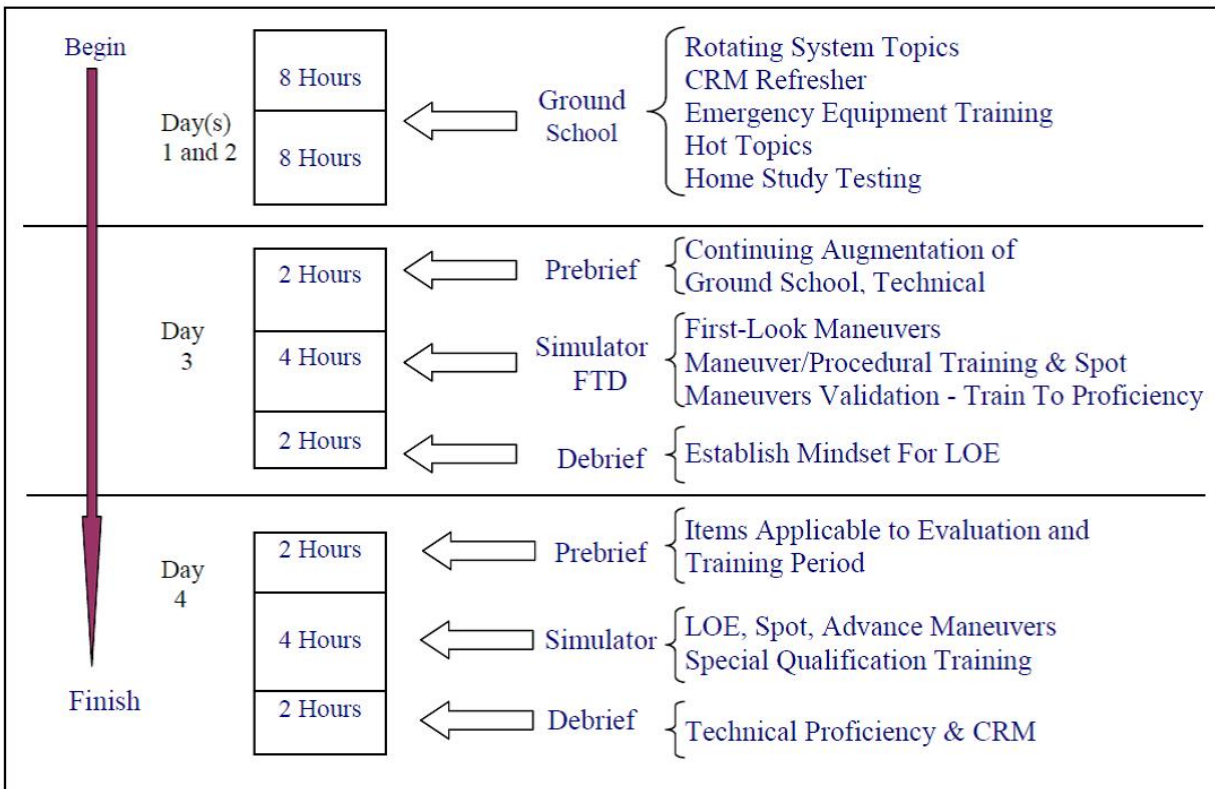 Begin
Day(s)
1 and 2
8 Hours
8 Hours
Ground
School
Rotating System Topics
CRM Refresher
Emergency Equipment Training
Hot Topics
Home Study Testing
Day
3
2 Hours
Prebrief
Continuing Augmentation of
Ground School, Technical
4 Hours
Simulator
FTD
First-Look Maneuvers
Maneuver/Procedural Training & Spot
Maneuvers Validation - Train To Proficiency
2 Hours
Debrief
Establish Mindset For LOE
Day
4
2 Hours
Prebrief
Items Applicable to Evaluation and
Training Period
4 Hours
Simulator
LOE, Spot, Advance Maneuvers
Special Qualification Training
2 Hours
Debrief
Technical Proficiency & CRM
Finish